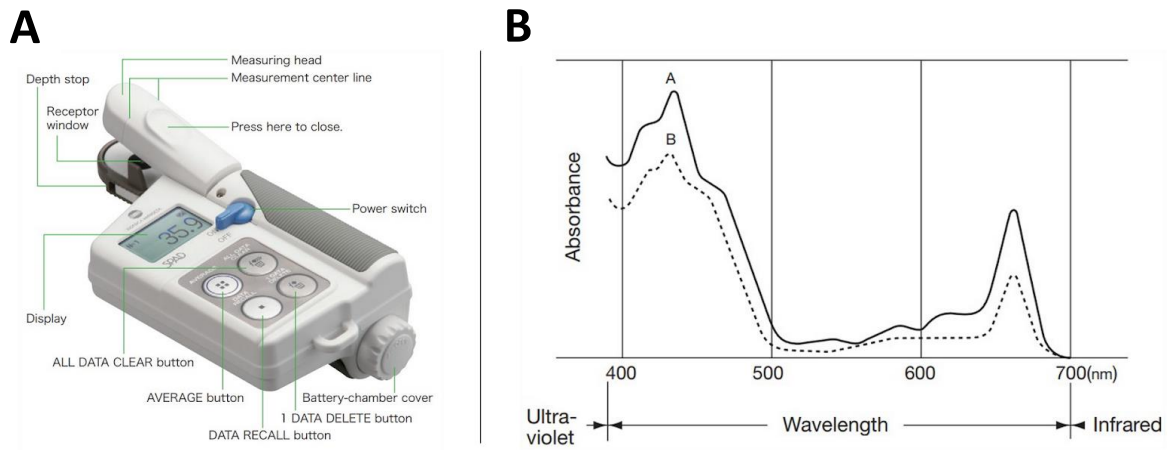 A
Measuring head
Measurement center line
Depth stop
Receptor
window
Press here to close.
Power switch
35.9
SPAD
OFF
Display
ALL DATA CLEAR button
AVERAGE button
Battery-chamber cover
1 DATA DELETE button
DATA RECALL button
B
A
B
Absorbance
400
500
600
700(nm)
Ultra-
violet
Wavelength
Infrared